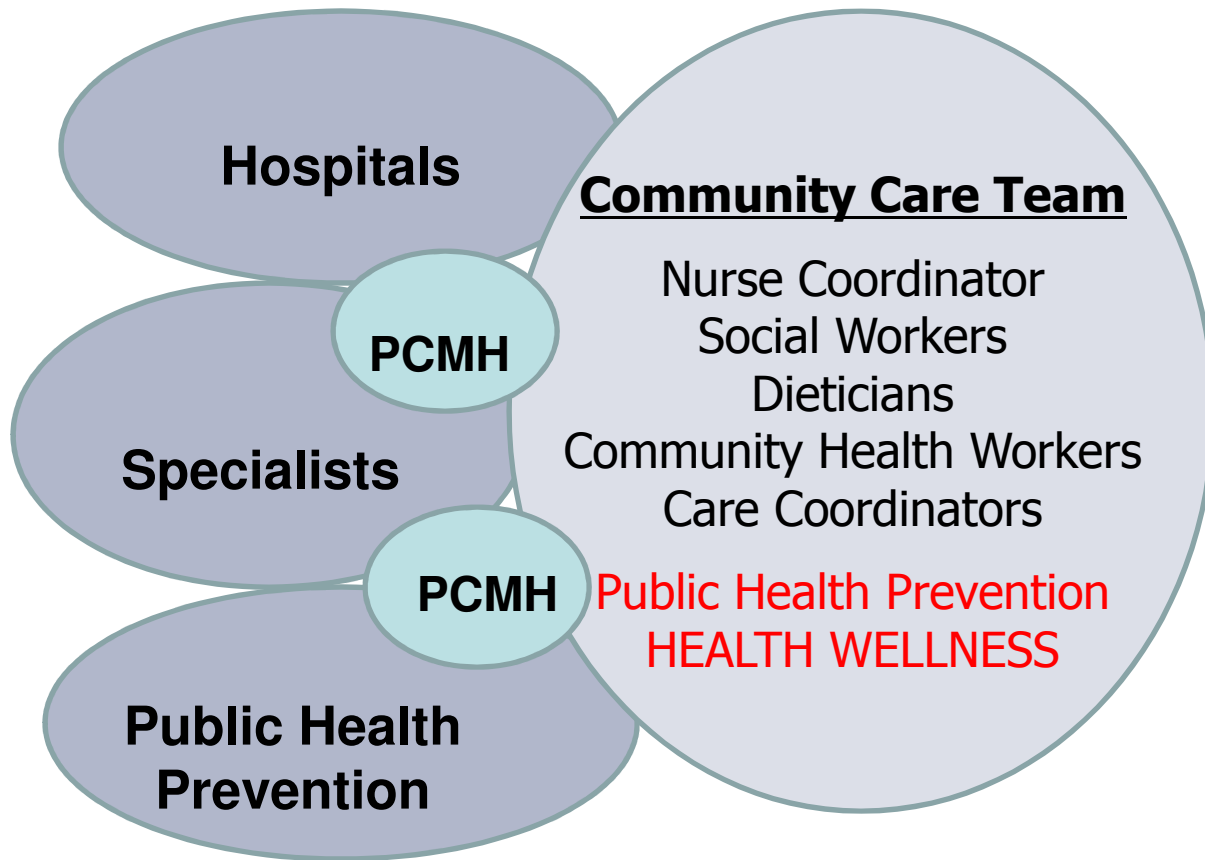 Hospitals
PCMH
Specialists
PCMH
Public Health
Prevention
Community Care Team
Nurse Coordinator
Social Workers
Dieticians
Community Health Workers
Care Coordinators
Public Health Prevention
HEALTH WELLNESS